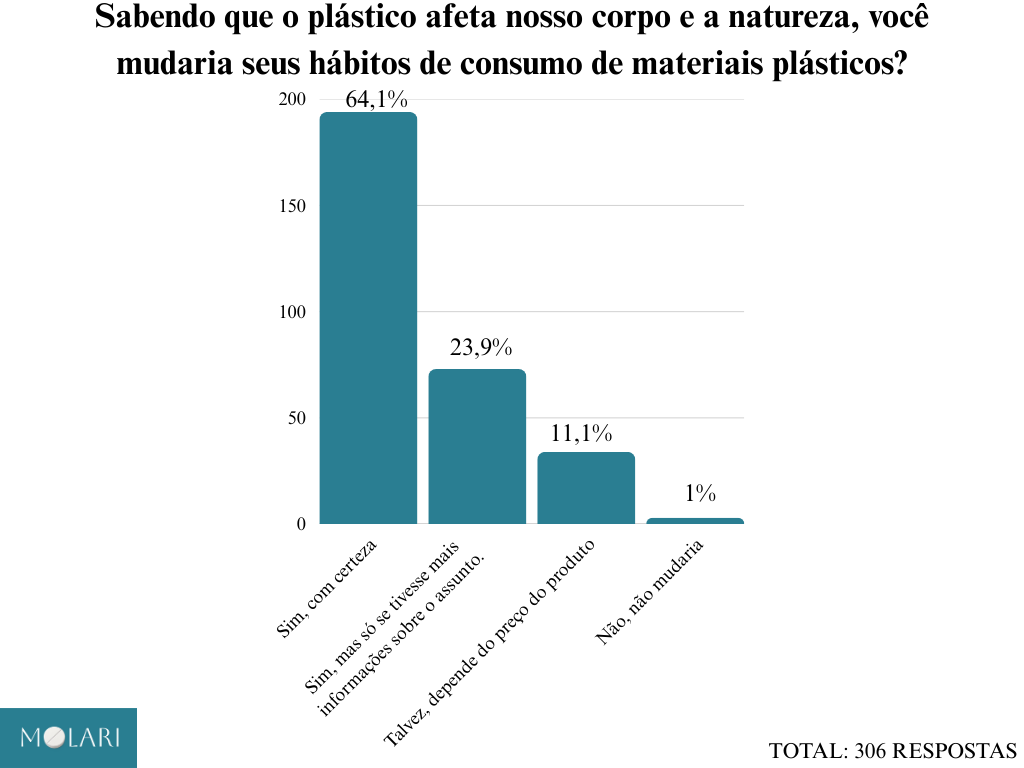 Sabendo que o plástico afeta nosso corpo e a natureza, você
mudaria seus hábitos de consumo de materiais plásticos?
200
64,1%
150
100
23,9%
50
11,1%
1%
0
Sim, com certeza
Sim, mas só se tivesse mais
informações sobre o assunto.
Talvez, depende do preço do produto
Não, não mudaria
MOLARI
TOTAL: 306 RESPOSTAS